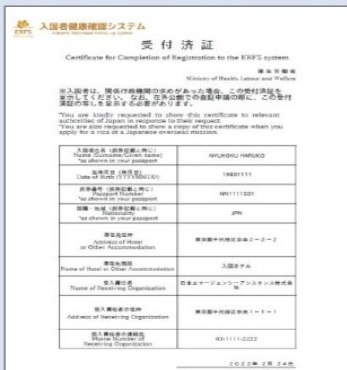 ERFS
入国者健康確認システム
受付済証
Certificate for Completion of Registration to the ERFS system
厚生労働省
Ministry of Health, Labour and Welfare
※入国者は、関係行政機関の求めがあった場合、この受付済証を
呈示してください。なお、在外公館での査証申請の際に、この受付
済証の写しを呈示する必要があります。
*You are kindly requested to show this certificate to relevant
authorities of Japan in response to their request.
*You are also requested to show a copy of this certificate when you
apply for a visa at a Japanese overseas mission.
入国者氏名（旅券記載と同じ）
Name (Surname/Given name)
*as shown in your passport
NYUKOKU HARUKO
生年月日（年月日）
Date of Birth (YYYYMMDD)
19801111
旅券番号（旅券記載と同じ）
Passport Number
*as shown in your passport
NN1111S01
国籍・地域（旅券記載と同じ）
Nationality
*as shown in your passport
JPN
滞在先住所
Address of Hotel
or Other Accommodation
東京都千代田区霞が関2-2-2
滞在先施設
Name of Hotel or Other Accommodation
入国ホテル
受入責任者
Name of Receiving Organization
日本エマージェンシーアシスタンス株式会
社
受入責任者の住所
Address of Receiving Organization
東京都千代田区1-1-1
受入責任者の連絡先
Phone Number of
Receiving Organization
03-1111-2222
2022年 2月 24日